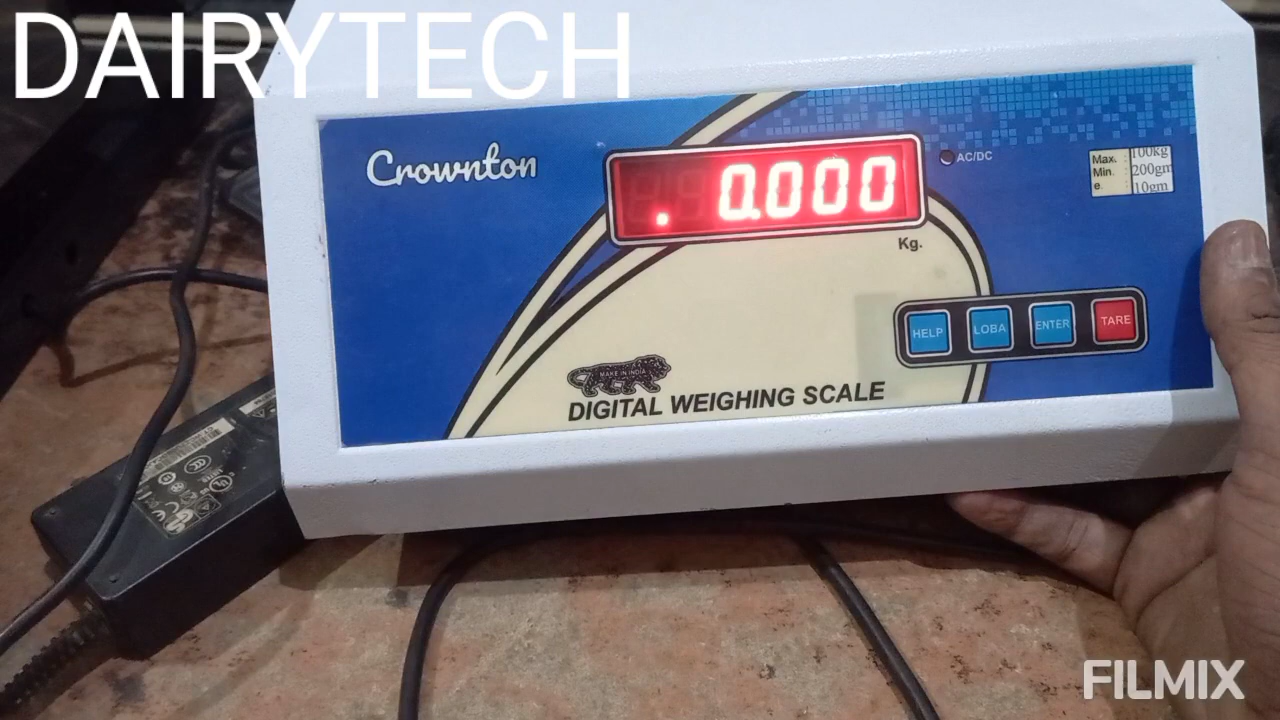 DAIRYTECH
Crownton
0.000
AC/DC
Max. : 100kg
Min. : 200gm
e : 10gm
Kg.
HELP LOBA ENTER TARE
MAKE IN INDIA
DIGITAL WEIGHING SCALE
FILMIX